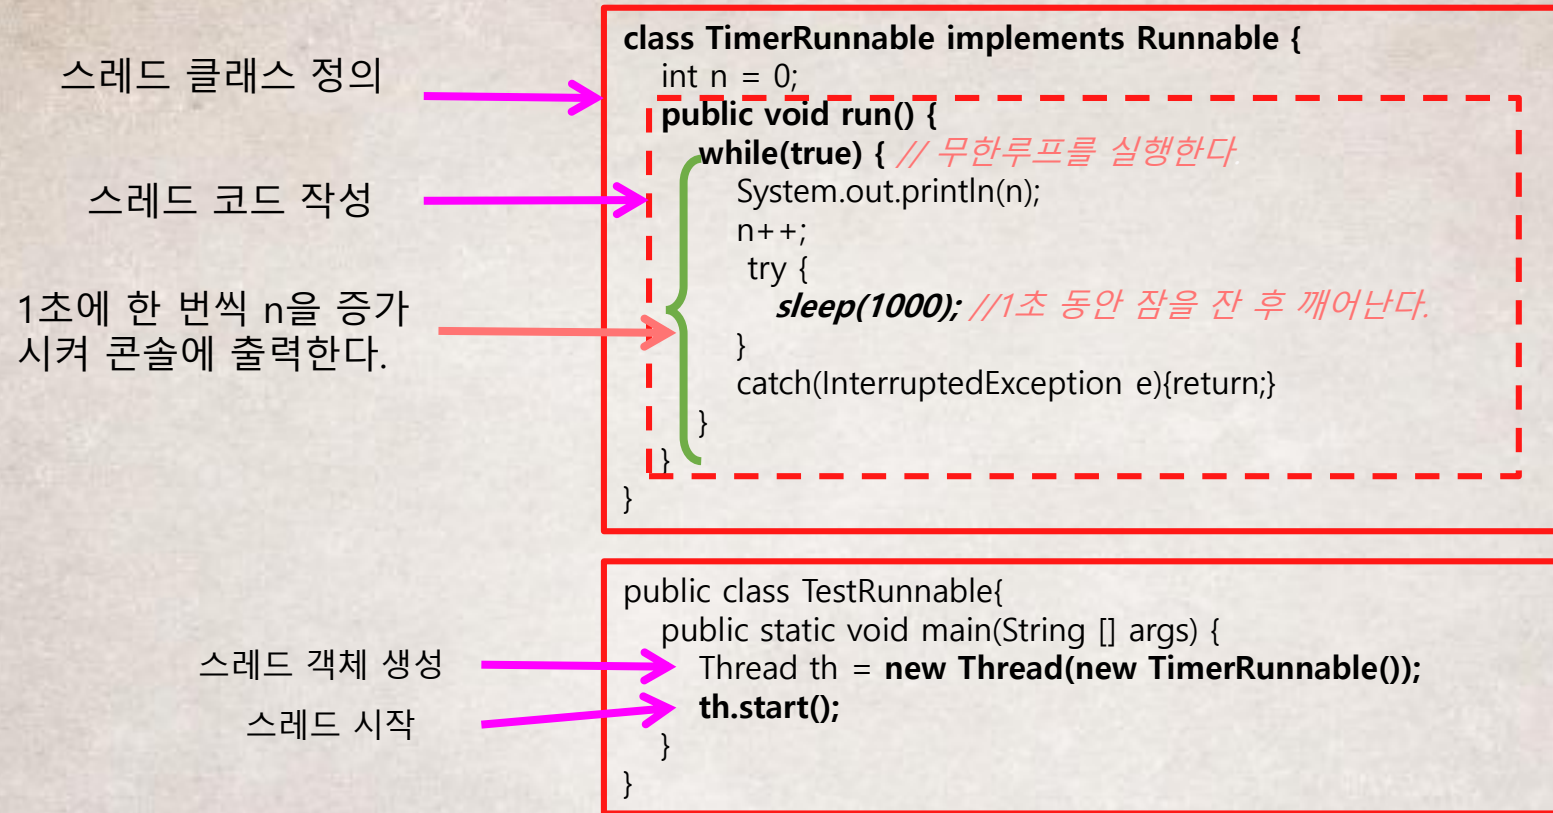 스레드 클래스 정의
스레드 코드 작성
1초에 한 번씩 n을 증가
시켜 콘솔에 출력한다.
class TimerRunnable implements Runnable {
int n = 0;
public void run() {
while(true) { // 무한루프를 실행한다.
System.out.println(n);
n++;
try {
sleep(1000); //1초 동안 잠을 잔 후 깨어난다.
}
catch(InterruptedException e){return;}
}
}
}
스레드 객체 생성
스레드 시작
public class TestRunnable{
public static void main(String [] args) {
Thread th = new Thread(new TimerRunnable());
th.start();
}
}